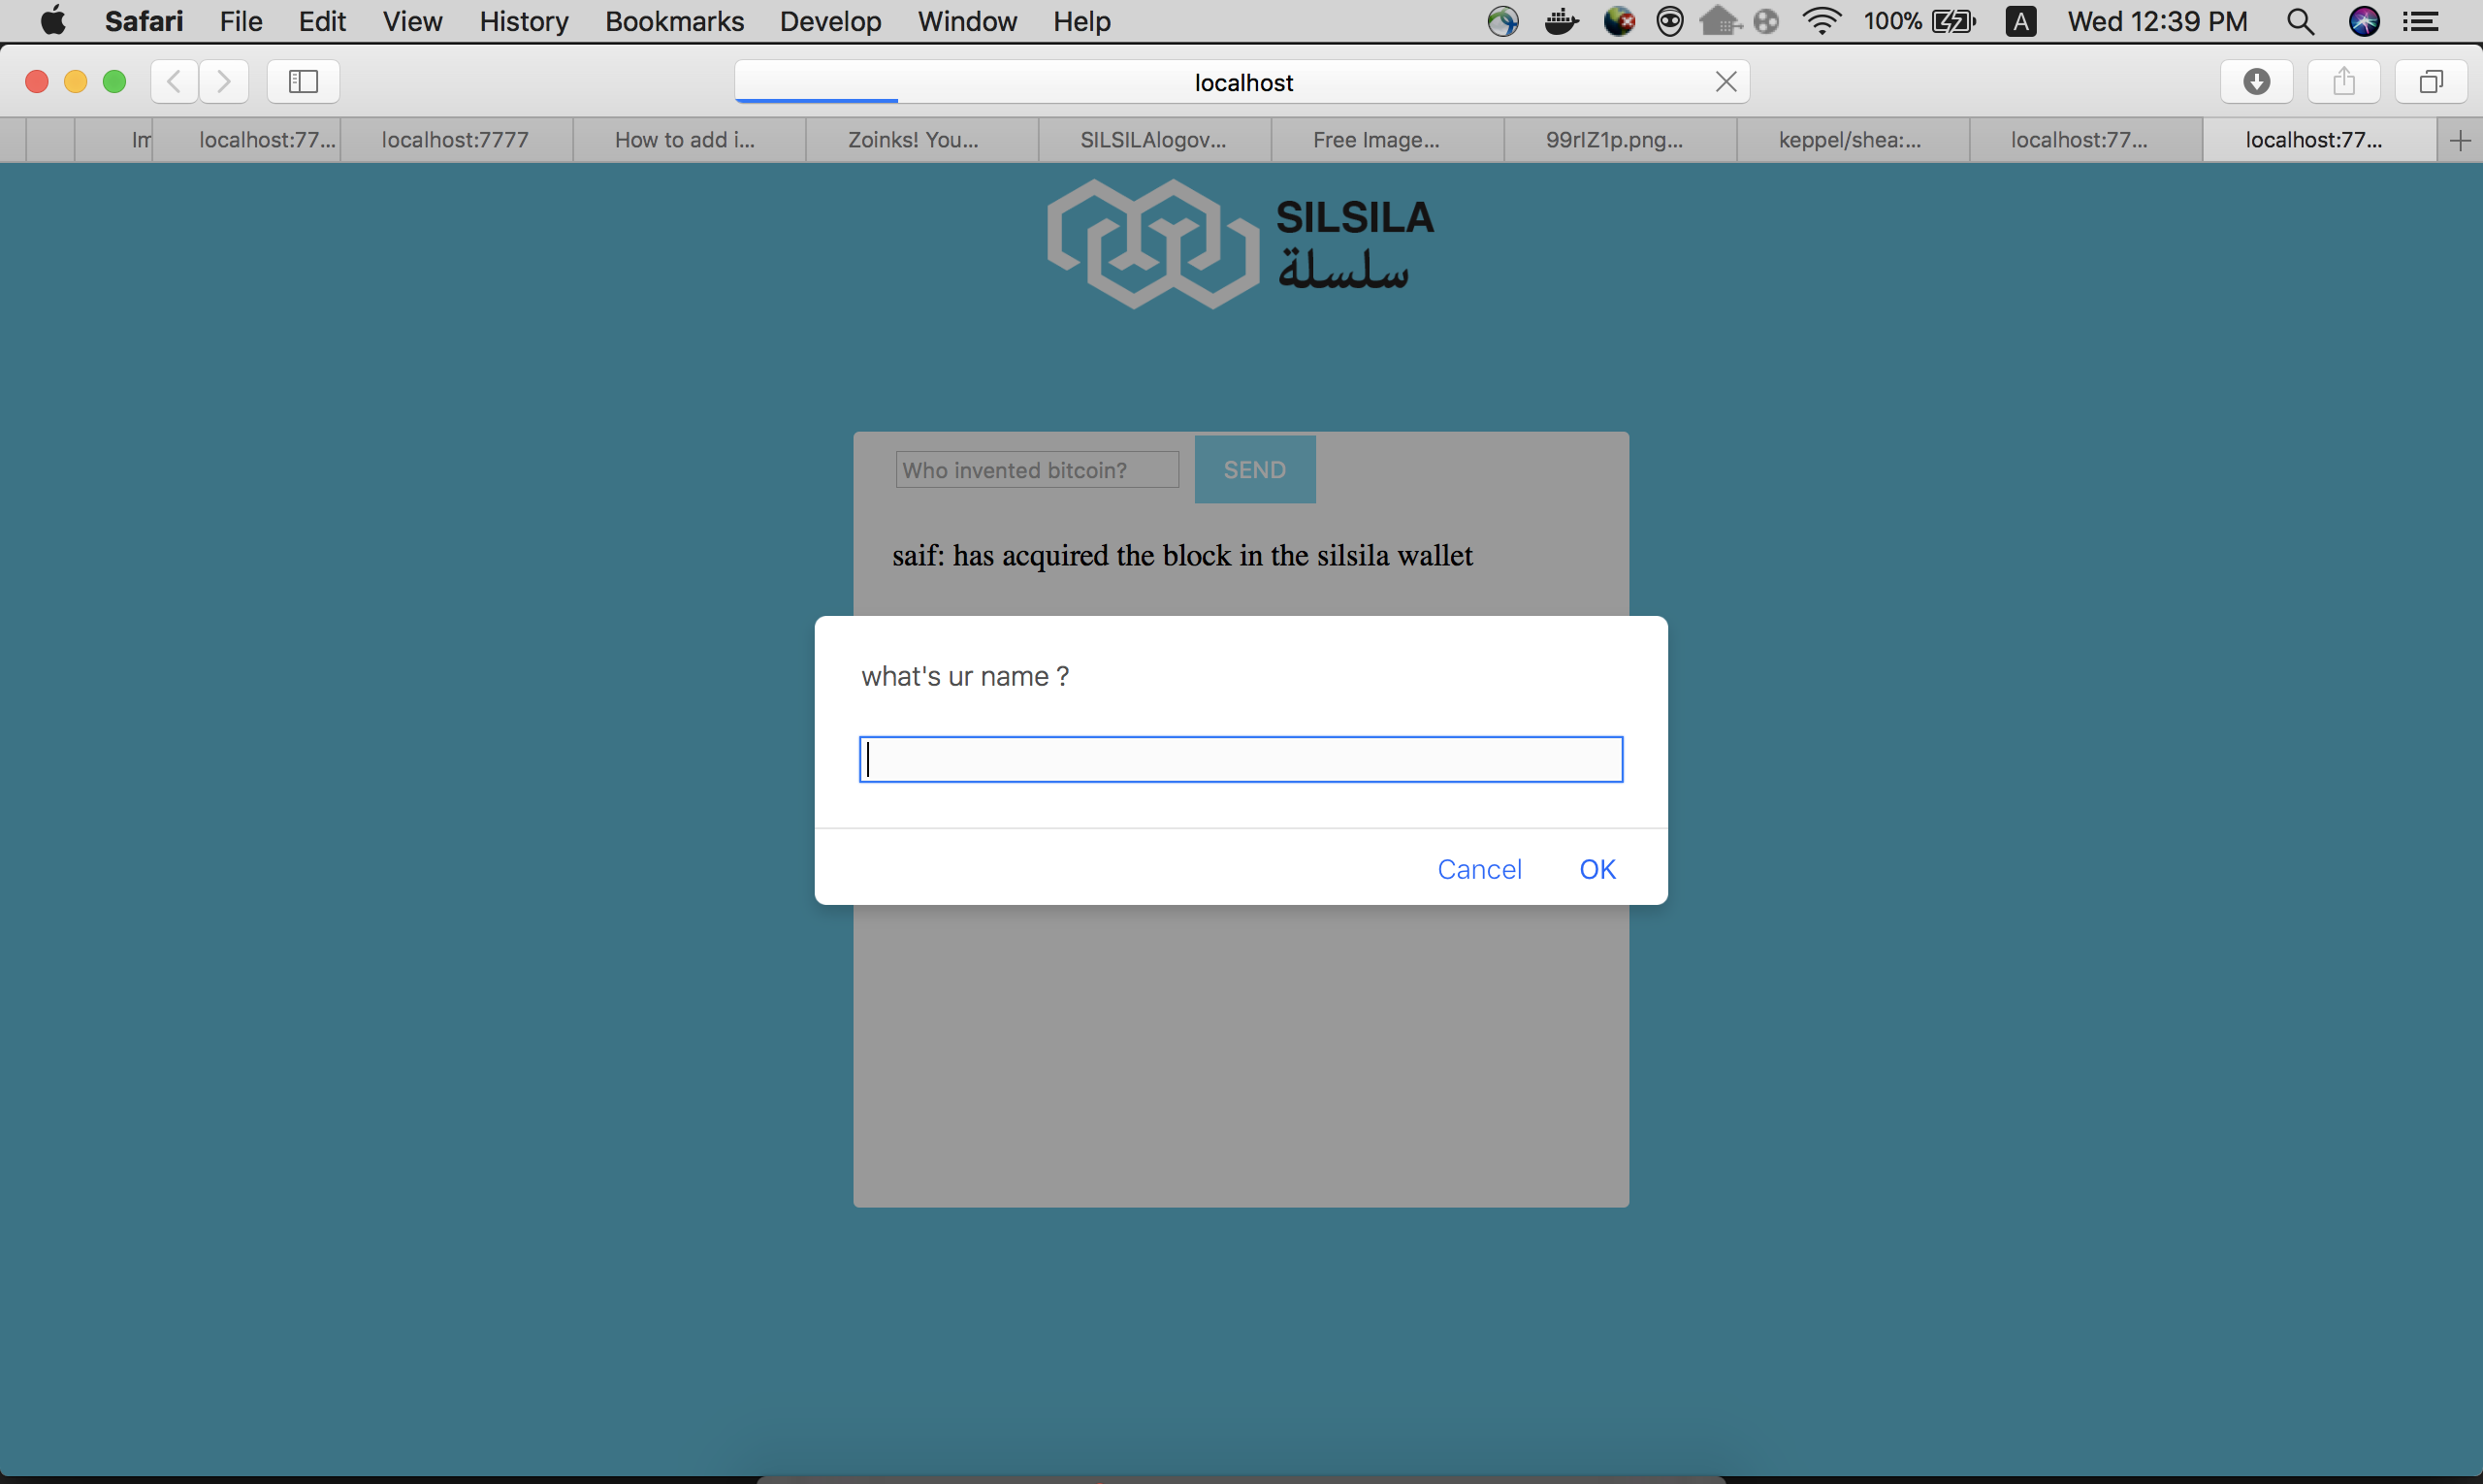 Safari File Edit View History Bookmarks Develop Window Help 100% A Wed 12:39 PM
localhost
Im localhost:77... localhost:7777 How to add i... Zoinks! You... SILSILAlogov... Free Image... 99rIZ1p.png... keppel/shea:... localhost:77... localhost:77...
SILSILA
سلسلة
Who invented bitcoin? SEND
saif: has acquired the block in the silsila wallet
what's ur name ?
Cancel OK